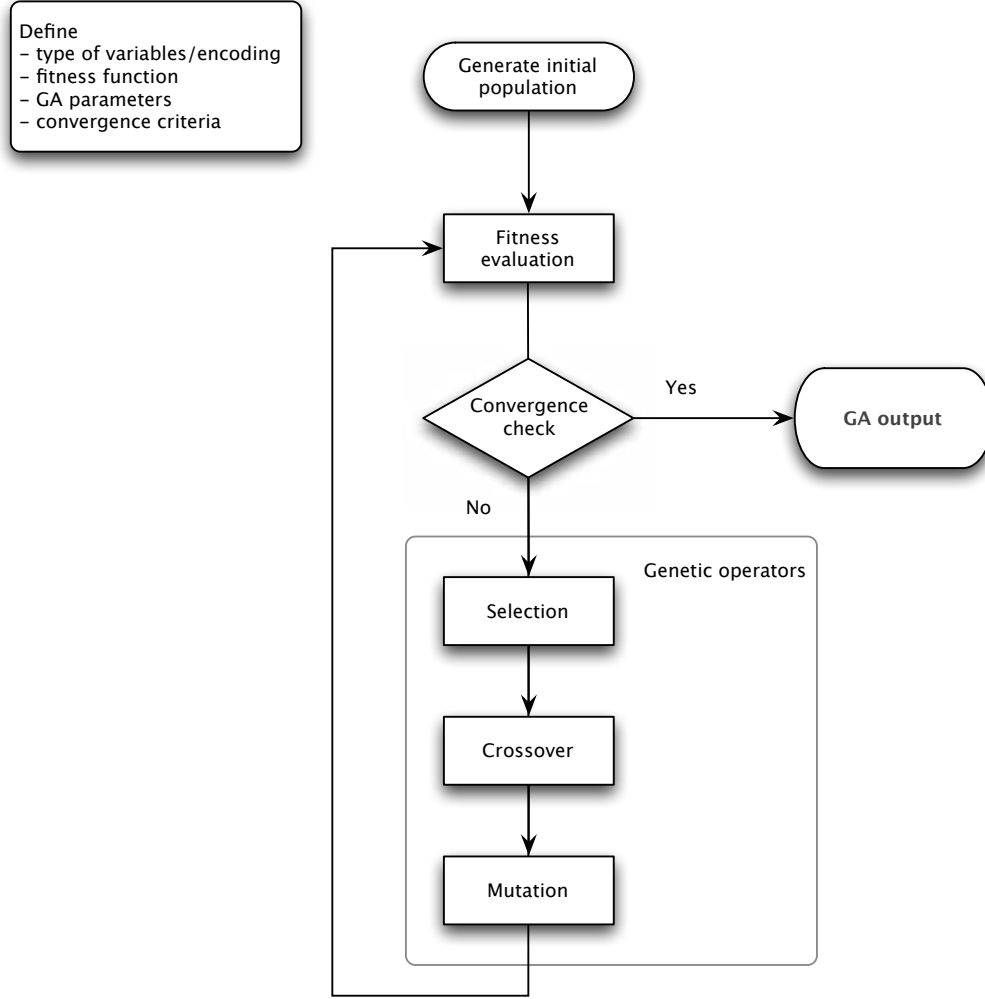 Define
– type of variables/encoding
– fitness function
– GA parameters
– convergence criteria
Generate initial
population
Fitness
evaluation
Convergence
check
Yes
GA output
No
Genetic operators
Selection
Crossover
Mutation